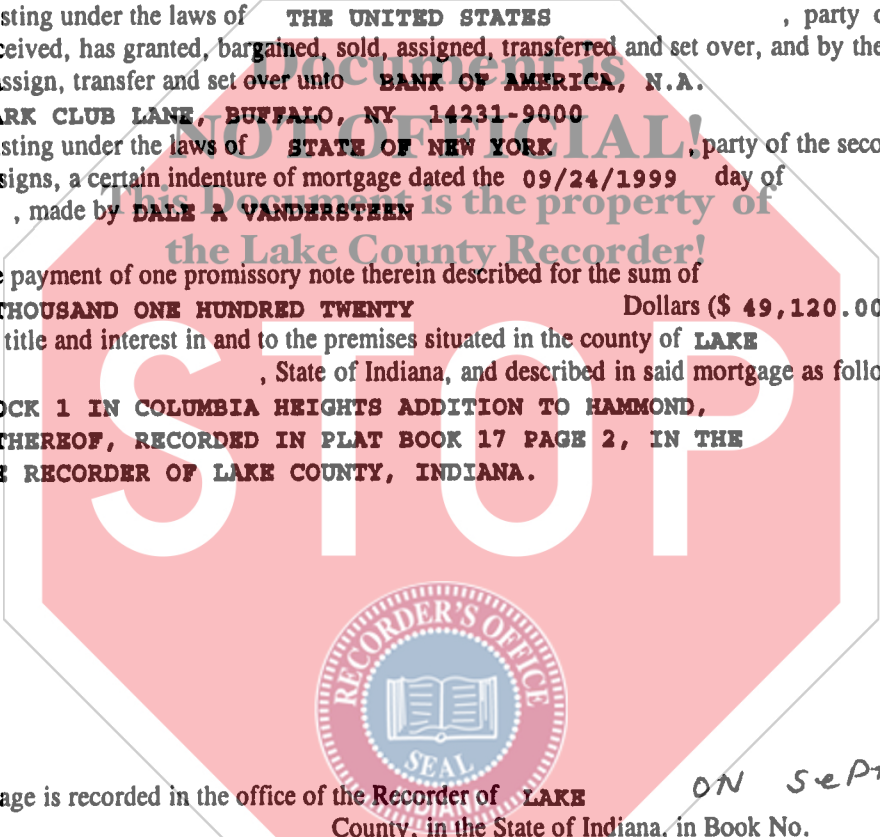 sting under the laws of THE UNITED STATES , party
ceived, has granted, bargained, sold, assigned, transferred and set over, and by the
ssign, transfer and set over unto BANK OF AMERICA, N.A.
Document is
ARK CLUB LANE, BUFFALO, NY 14231-9000
NOT OFFICIAL!
sting under the laws of STATE OF NEW YORK , party of the seco
signs, a certain indenture of mortgage dated the 09/24/1999 day of
This Document is the property of
, made by DALE A VANDERSTEEN
the Lake County Recorder!
e payment of one promissory note therein described for the sum of
THOUSAND ONE HUNDRED TWENTY Dollars ($ 49,120.00
title and interest in and to the premises situated in the county of LAKE
, State of Indiana, and described in said mortgage as follo
OCK 1 IN COLUMBIA HEIGHTS ADDITION TO HAMMOND,
THEREOF, RECORDED IN PLAT BOOK 17 PAGE 2, IN THE
E RECORDER OF LAKE COUNTY, INDIANA.
STOP
RECORDER'S OFFICE
SEAL
INDIANA
age is recorded in the office of the Recorder of LAKE ON SePt
County, in the State of Indiana, in Book No.